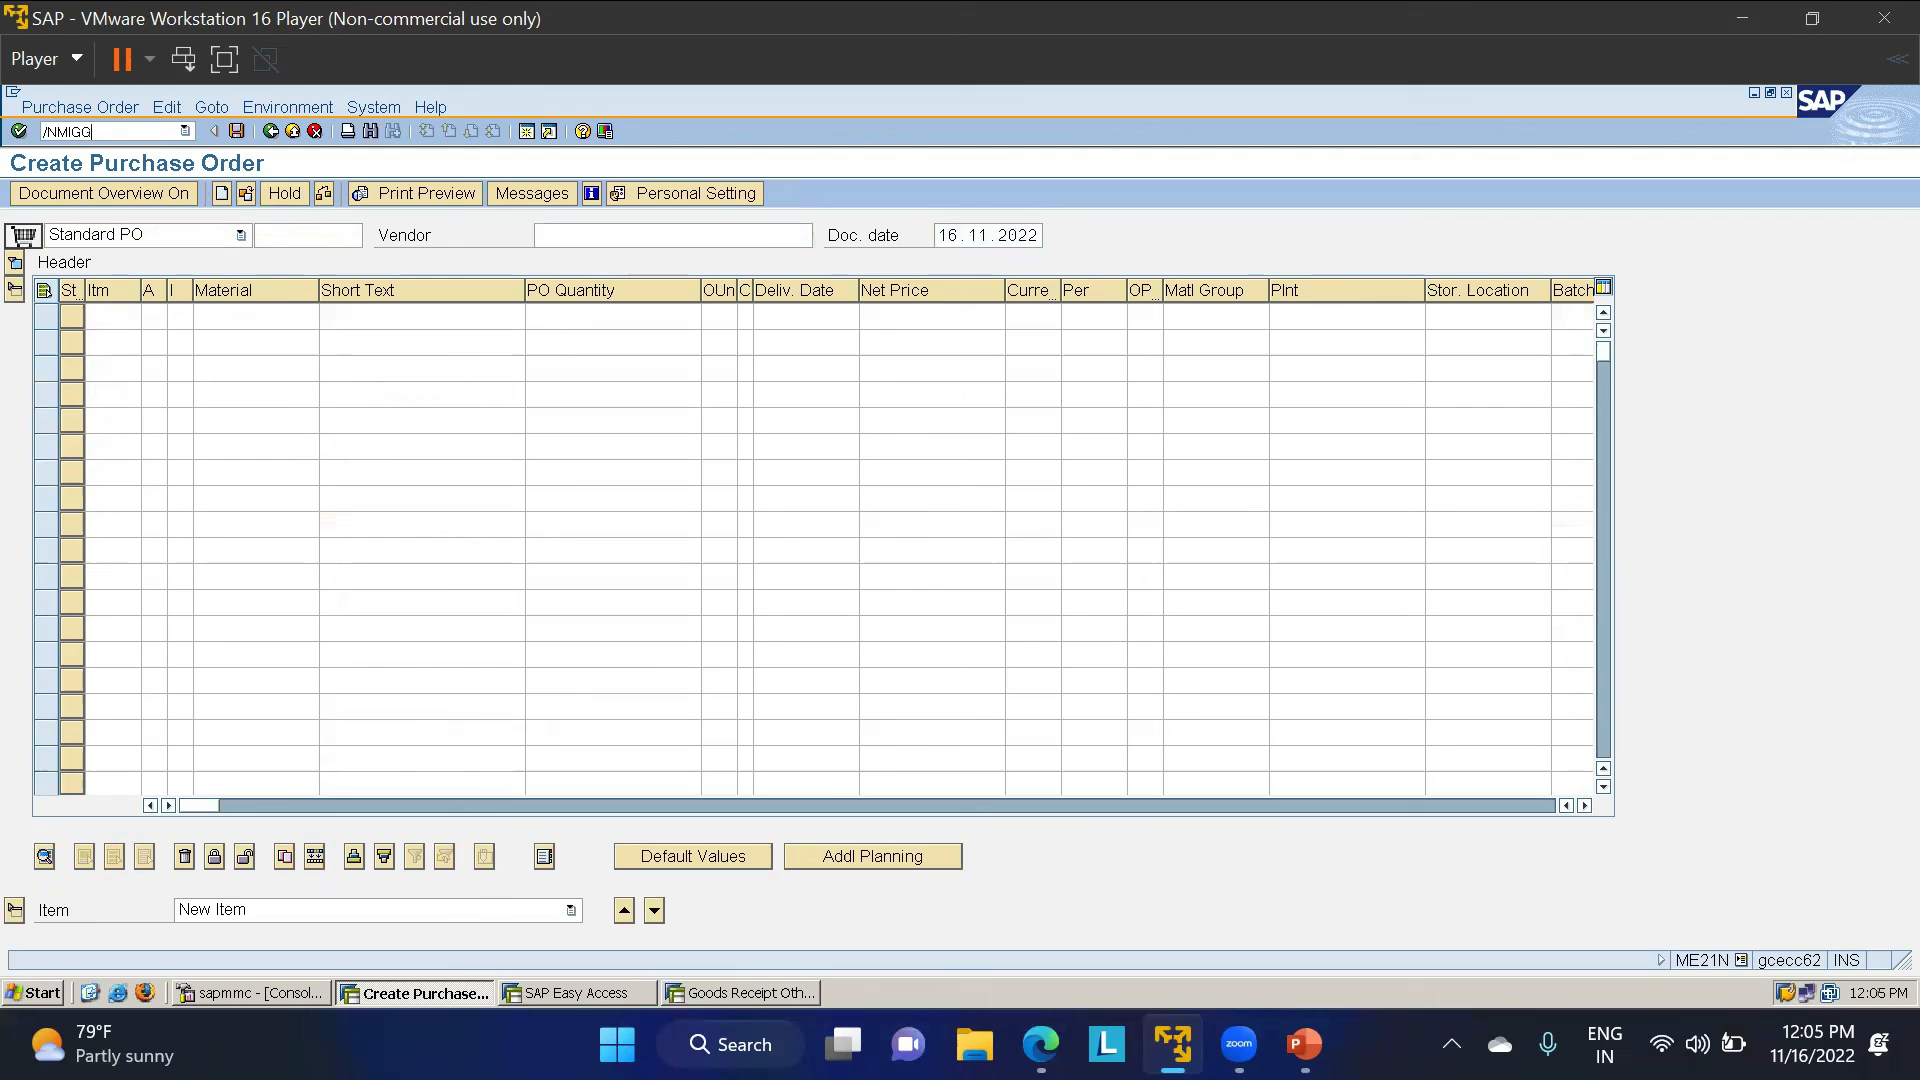 SAP - VMware Workstation 16 Player (Non-commercial use only)
Player
Purchase Order Edit Goto Environment System Help
SAP
/NMIGG
Create Purchase Order
Document Overview On Hold Print Preview Messages Personal Setting
Standard PO Vendor Doc. date 16.11.2022
Header
St.. Itm A I Material Short Text PO Quantity OUn C Deliv. Date Net Price Curre... Per OP... Matl Group Plnt Stor. Location Batch
Default Values Addl Planning
Item New Item
ME21N gcecc62 INS
Start sapmmc - [Consol... Create Purchase... SAP Easy Access Goods Receipt Oth... 12:05 PM
79°F
Partly sunny
Search
L
zoom
P
ENG
IN
12:05 PM
11/16/2022